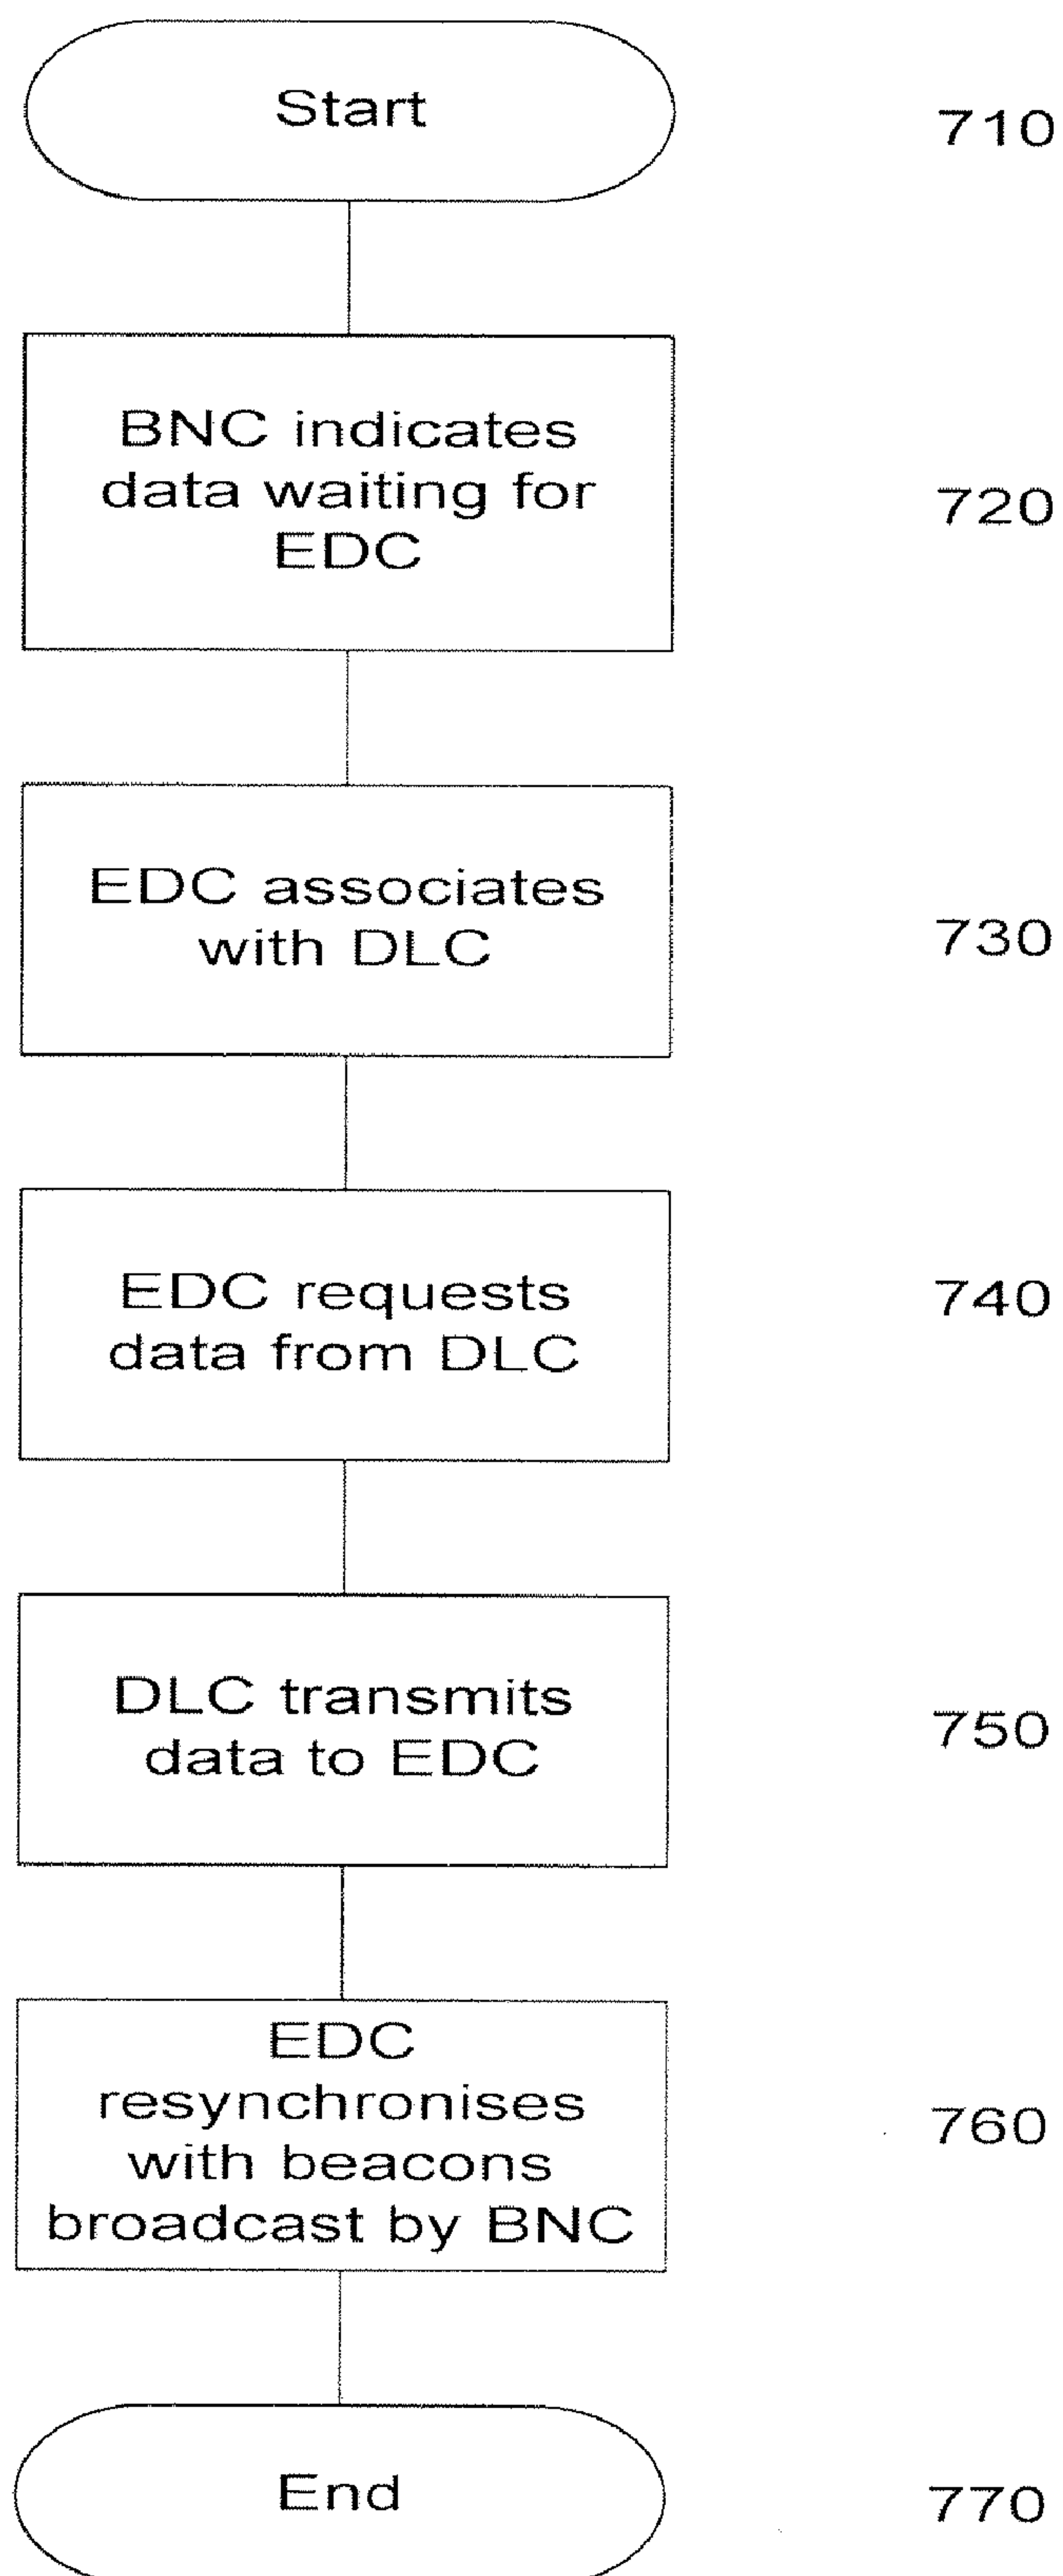 Start
710
BNC indicates
data waiting for
EDC
720
EDC associates
with DLC
730
EDC requests
data from DLC
740
DLC transmits
data to EDC
750
EDC
resynchronises
with beacons
broadcast by BNC
760
End
770